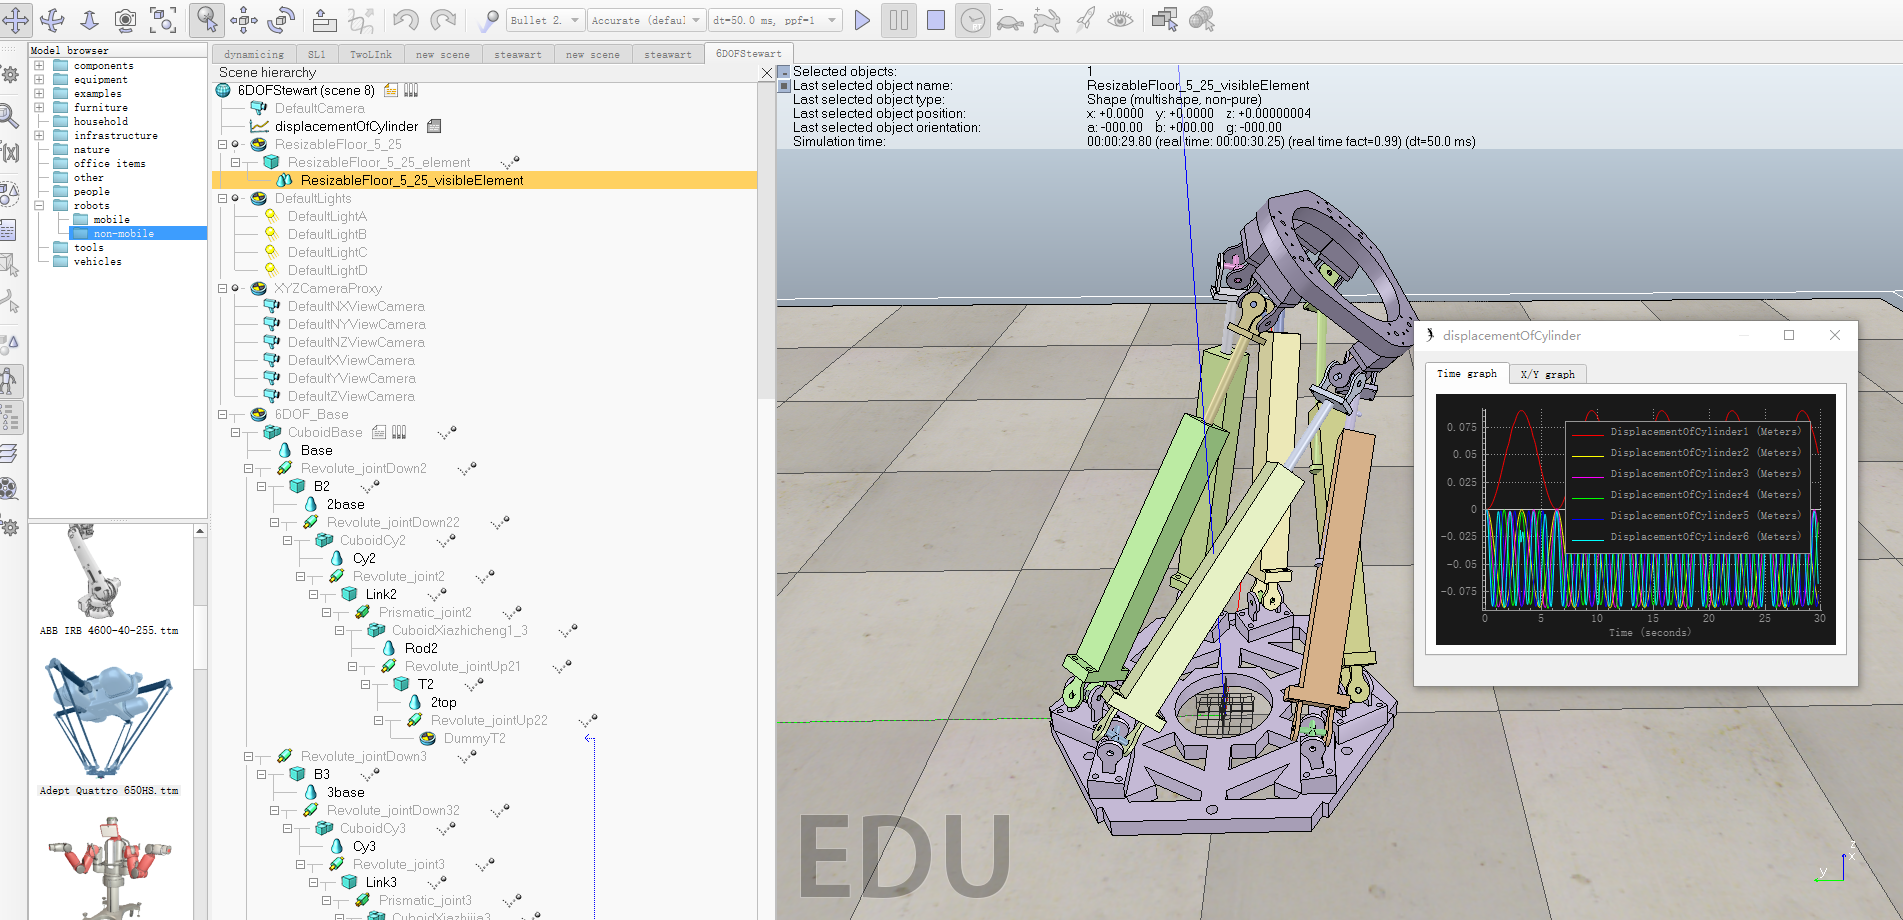 Bullet 2.
Accurate (defaul
dt=50.0 ms, ppf=1
Model browser
components
equipment
examples
furniture
household
infrastructure
nature
office items
other
people
robots
mobile
non-mobile
tools
vehicles
ABB IRB 4600-40-255.ttm
Adept Quattro 650HS.ttm
dynamicing
SL1
TwoLInk
new scene
steawart
new scene
steawart
6DOFStewart
Scene hierarchy
6DOFStewart (scene 8)
DefaultCamera
displacementOfCylinder
ResizableFloor_5_25
ResizableFloor_5_25_element
ResizableFloor_5_25_visibleElement
DefaultLights
DefaultLightA
DefaultLightB
DefaultLightC
DefaultLightD
XYZCameraProxy
DefaultNXViewCamera
DefaultNYViewCamera
DefaultNZViewCamera
DefaultXViewCamera
DefaultYViewCamera
DefaultZViewCamera
6DOF_Base
CuboidBase
Base
Revolute_jointDown2
B2
2base
Revolute_jointDown22
CuboidCy2
Cy2
Revolute_joint2
Link2
Prismatic_joint2
CuboidXiazhicheng1_3
Rod2
Revolute_jointUp21
T2
2top
Revolute_jointUp22
DummyT2
Revolute_jointDown3
B3
3base
Revolute_jointDown32
CuboidCy3
Cy3
Revolute_joint3
Link3
Prismatic_joint3
CuboidXiazhijia3
Selected objects: 1
Last selected object name: ResizableFloor_5_25_visibleElement
Last selected object type: Shape (multishape, non-pure)
Last selected object position: x: +0.0000 y: +0.0000 z: +0.00000004
Last selected object orientation: a: -000.00 b: +000.00 g: -000.00
Simulation time: 00:00:29.80 (real time: 00:00:30.25) (real time fact=0.99) (dt=50.0 ms)
EDU
z
x
y
displacementOfCylinder
Time graph
X/Y graph
0.075
0.05
0.025
0
-0.025
-0.05
-0.075
DisplacementOfCylinder1 (Meters)
DisplacementOfCylinder2 (Meters)
DisplacementOfCylinder3 (Meters)
DisplacementOfCylinder4 (Meters)
DisplacementOfCylinder5 (Meters)
DisplacementOfCylinder6 (Meters)
0 5 10 15 20 25 30
Time (seconds)